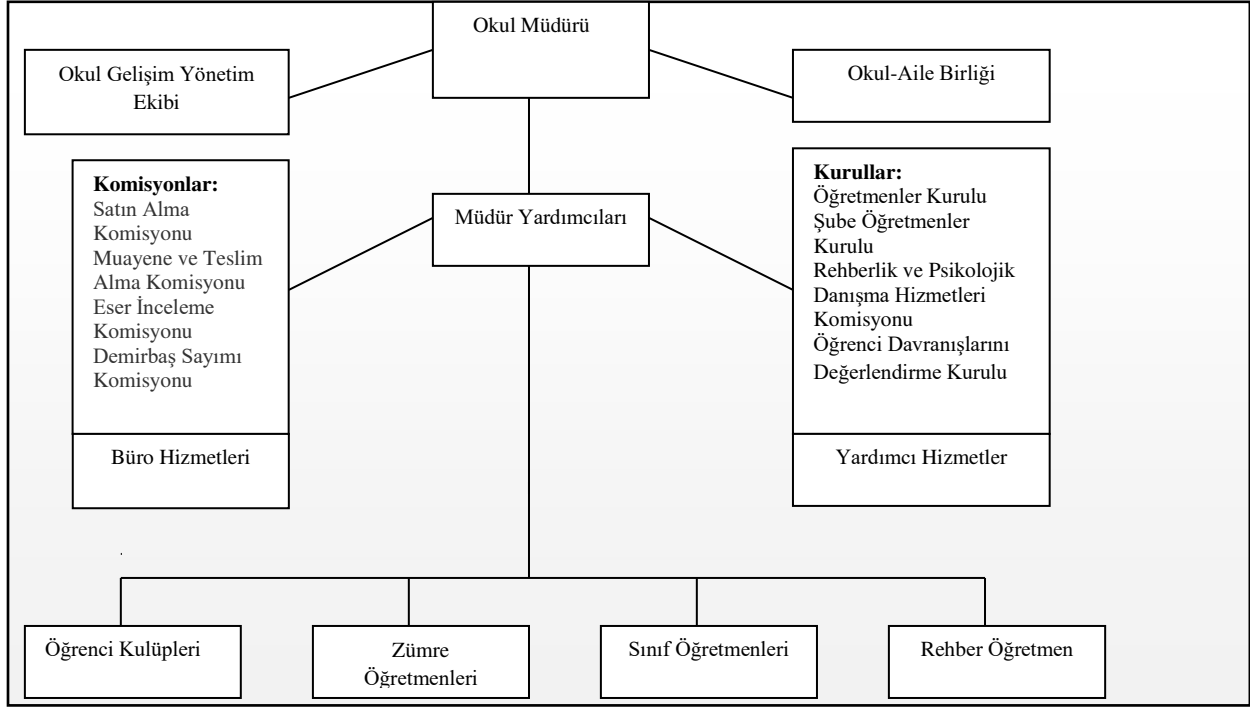 Okul Müdürü
Okul Gelişim Yönetim
Ekibi
Okul-Aile Birliği
Komisyonlar:
Satın Alma
Komisyonu
Muayene ve Teslim
Alma Komisyonu
Eser İnceleme
Komisyonu
Demirbaş Sayımı
Komisyonu
Müdür Yardımcıları
Kurullar:
Öğretmenler Kurulu
Şube Öğretmenler
Kurulu
Rehberlik ve Psikolojik
Danışma Hizmetleri
Komisyonu
Öğrenci Davranışlarını
Değerlendirme Kurulu
Büro Hizmetleri
Yardımcı Hizmetler
Öğrenci Kulüpleri
Zümre
Öğretmenleri
Sınıf Öğretmenleri
Rehber Öğretmen